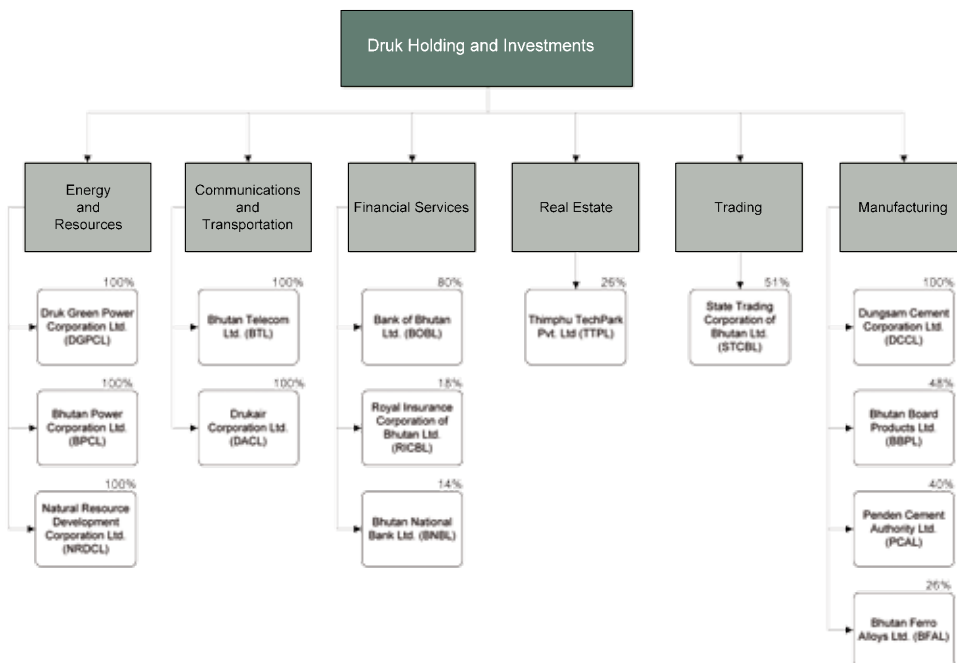 Druk Holding and Investments
Energy
and
Resources
Communications
and
Transportation
Financial Services
Real Estate
Trading
Manufacturing
100%
Druk Green Power
Corporation Ltd.
(DGPCL)
100%
Bhutan Power
Corporation Ltd.
(BPCL)
100%
Natural Resource
Development
Corporation Ltd.
(NRDCL)
100%
Bhutan Telecom
Ltd. (BTL)
100%
Drukair
Corporation Ltd.
(DACL)
80%
Bank of Bhutan
Ltd. (BOBL)
18%
Royal Insurance
Corporation of
Bhutan Ltd.
(RICBL)
14%
Bhutan National
Bank Ltd. (BNBL)
26%
Thimphu TechPark
Pvt. Ltd (TTPL)
51%
State Trading
Corporation of
Bhutan Ltd.
(STCBL)
100%
Dungsam Cement
Corporation Ltd.
(DCCL)
48%
Bhutan Board
Products Ltd.
(BBPL)
40%
Penden Cement
Authority Ltd.
(PCAL)
26%
Bhutan Ferro
Alloys Ltd. (BFAL)